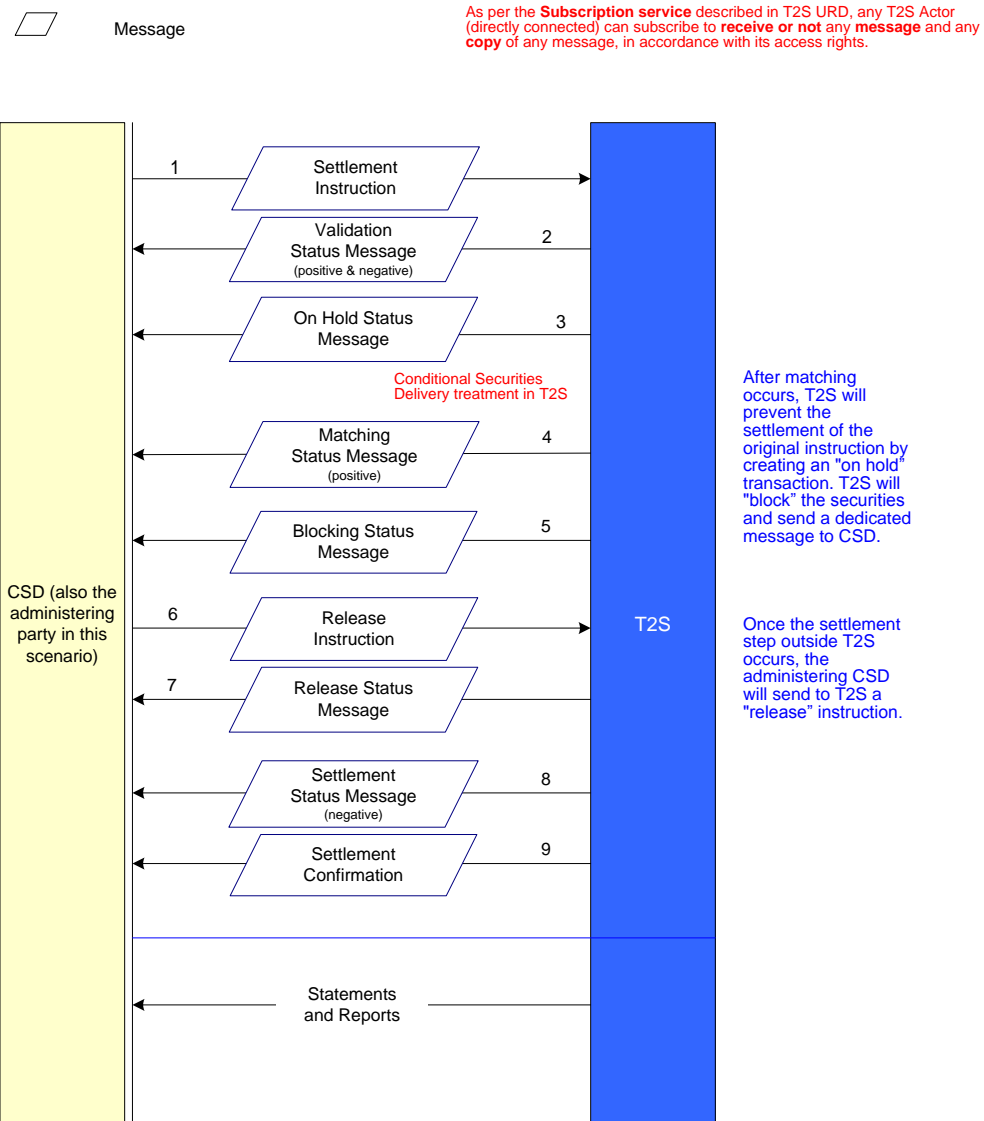 Message
As per the Subscription service described in T2S URD, any T2S Actor
(directly connected) can subscribe to receive or not any message and any
copy of any message, in accordance with its access rights.
1
Settlement
Instruction
Validation
Status Message
(positive & negative)
2
On Hold Status
Message
3
Conditional Securities
Delivery treatment in T2S
Matching
Status Message
(positive)
4
Blocking Status
Message
5
After matching
occurs, T2S will
prevent the
settlement of the
original instruction by
creating an "on hold”
transaction. T2S will
"block” the securities
and send a dedicated
message to CSD.
CSD (also the
administering
party in this
scenario)
6
Release
Instruction
T2S
Once the settlement
step outside T2S
occurs, the
administering CSD
will send to T2S a
"release” instruction.
7
Release Status
Message
Settlement
Status Message
(negative)
8
Settlement
Confirmation
9
Statements
and Reports